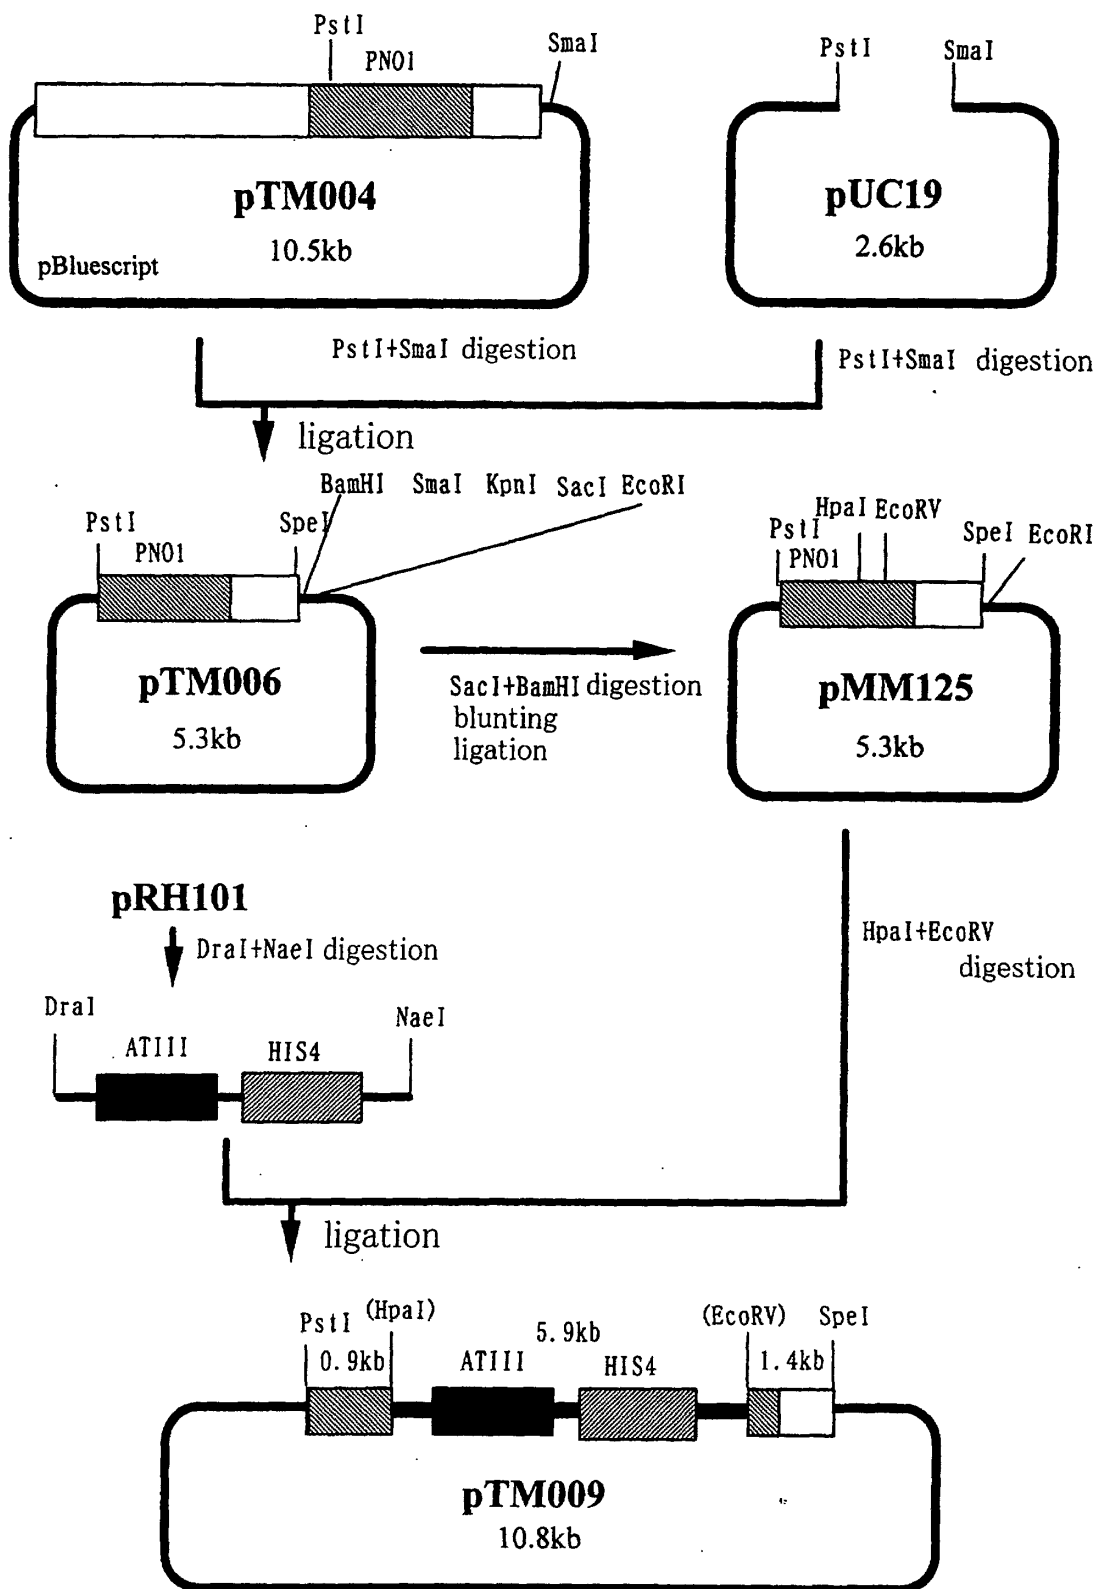 PstI
SmaI
PNO1
pTM004
10.5kb
pBluescript
PstI
SmaI
pUC19
2.6kb
PstI+SmaI digestion
PstI+SmaI digestion
ligation
BamHI SmaI KpnI SacI EcoRI
PstI
SpeI
PNO1
pTM006
5.3kb
SacI+BamHI digestion
blunting
ligation
HpaI EcoRV
PstI
SpeI EcoRI
PNO1
pMM125
5.3kb
pRH101
DraI+NaeI digestion
DraI
NaeI
ATIII
HIS4
HpaI+EcoRV
digestion
ligation
PstI (HpaI)
(EcoRV) SpeI
0.9kb
5.9kb
1.4kb
ATIII
HIS4
pTM009
10.8kb